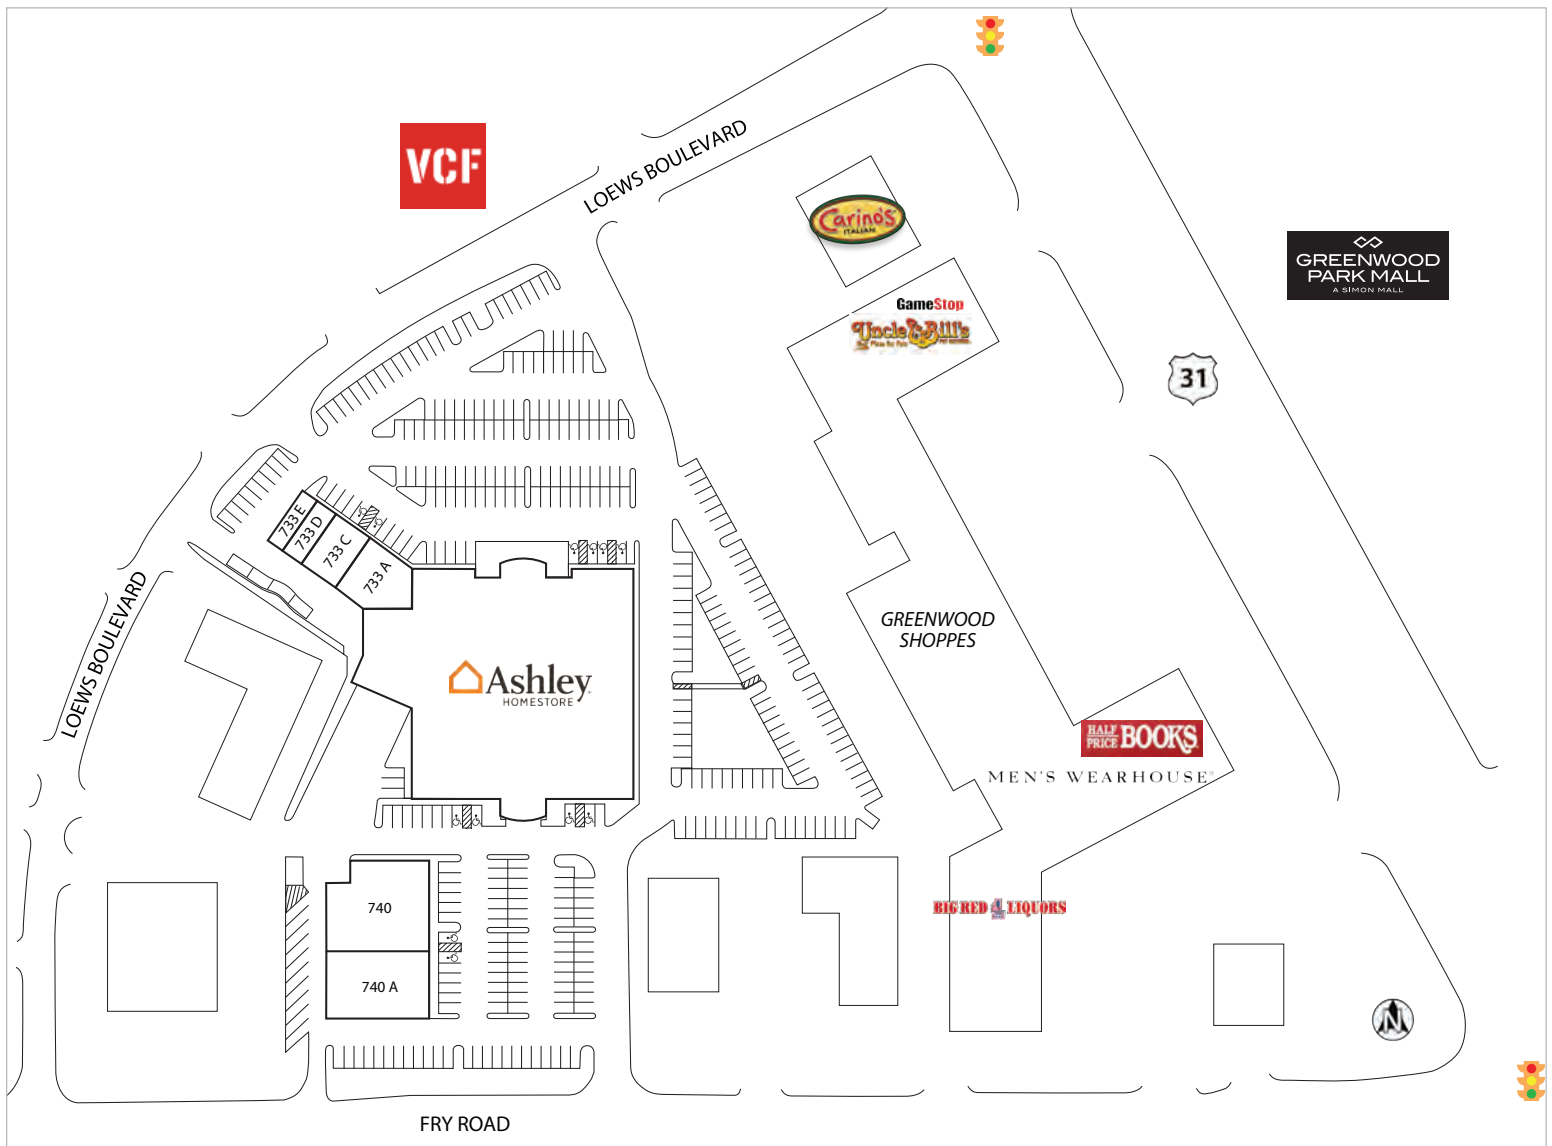 VCF
LOEWS BOULEVARD
Carino's
ITALIAN
GREENWOOD
PARK MALL
A SIMON MALL
GameStop
Uncle Bill's
31
733 E
733 D
733 C
733 A
LOEWS BOULEVARD
GREENWOOD
SHOPPES
Ashley
HOMESTORE
HALF
PRICE BOOKS
MEN'S WEARHOUSE®
740
BIG RED LIQUORS
740 A
N
FRY ROAD